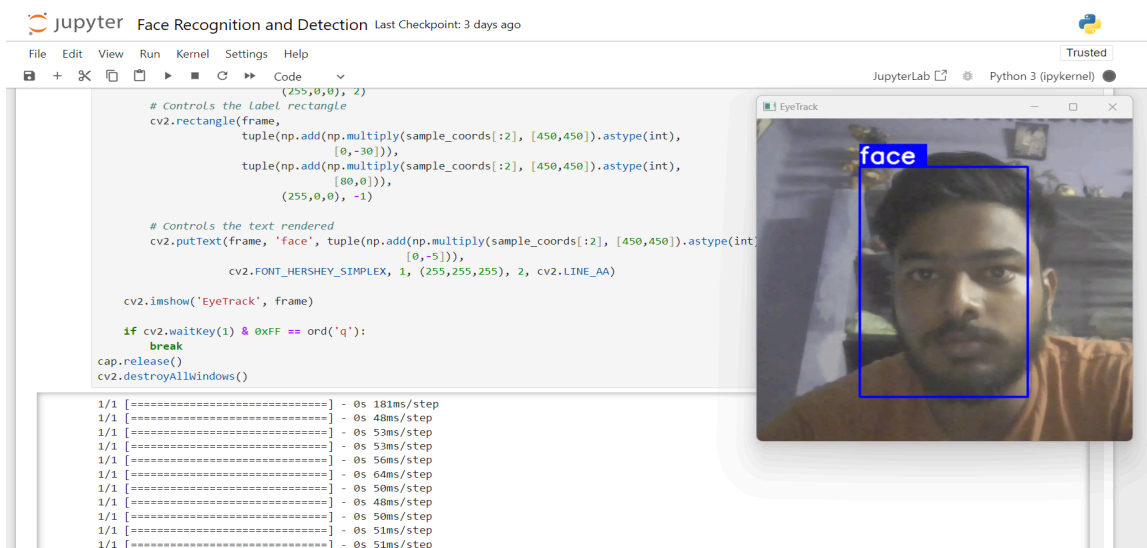 jupyter Face Recognition and Detection Last Checkpoint: 3 days ago
File Edit View Run Kernel Settings Help
Trusted
Code
JupyterLab
Python 3 (ipykernel)
(255,0,0), 2)
# Controls the label rectangle
cv2.rectangle(frame,
tuple(np.add(np.multiply(sample_coords[:2], [450,450]).astype(int),
[0,-30])),
tuple(np.add(np.multiply(sample_coords[:2], [450,450]).astype(int),
[80,0])),
(255,0,0), -1)
# Controls the text rendered
cv2.putText(frame, 'face', tuple(np.add(np.multiply(sample_coords[:2], [450,450]).astype(int)
[0,-5])),
cv2.FONT_HERSHEY_SIMPLEX, 1, (255,255,255), 2, cv2.LINE_AA)
cv2.imshow('EyeTrack', frame)
if cv2.waitKey(1) & 0xFF == ord('q'):
break
cap.release()
cv2.destroyAllWindows()
EyeTrack
face
1/1 [==============================] - 0s 181ms/step
1/1 [==============================] - 0s 48ms/step
1/1 [==============================] - 0s 53ms/step
1/1 [==============================] - 0s 53ms/step
1/1 [==============================] - 0s 56ms/step
1/1 [==============================] - 0s 64ms/step
1/1 [==============================] - 0s 50ms/step
1/1 [==============================] - 0s 48ms/step
1/1 [==============================] - 0s 50ms/step
1/1 [==============================] - 0s 51ms/step
1/1 [==============================] - 0s 51ms/step